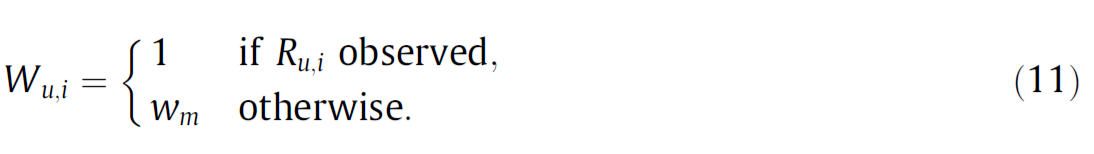 W_{u,i} = { 1 if R_{u,i} observed,
w_m otherwise. (11)